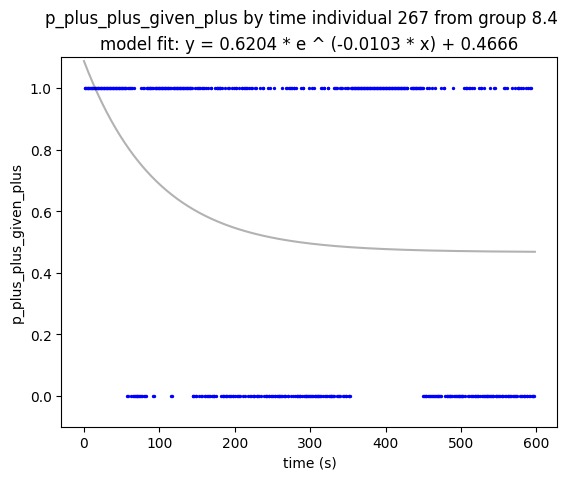 p_plus_plus_given_plus by time individual 267 from group 8.4
model fit: y = 0.6204 * e ^ (-0.0103 * x) + 0.4666
p_plus_plus_given_plus
1.0
0.8
0.6
0.4
0.2
0.0
0 100 200 300 400 500 600
time (s)